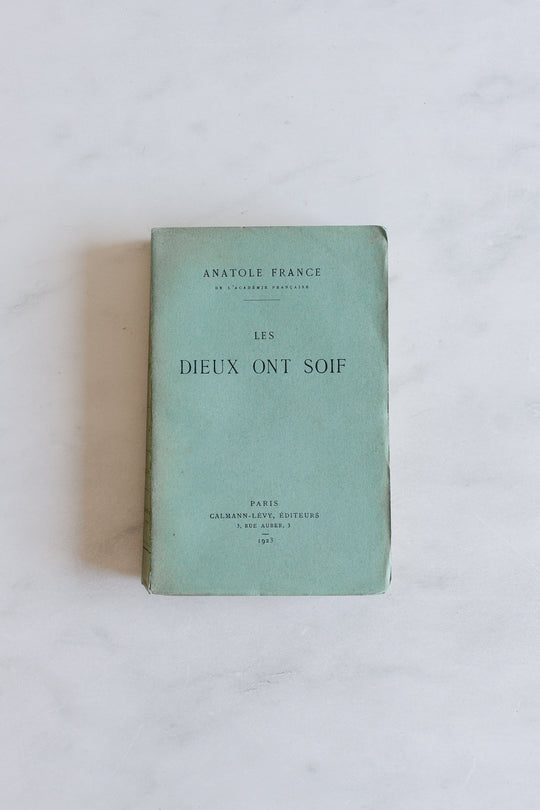 ANATOLE FRANCE
DE L'ACADÉMIE FRANÇAISE
LES
DIEUX ONT SOIF
PARIS
CALMANN-LÉVY, ÉDITEURS
3, RUE AUBER, 3
1923